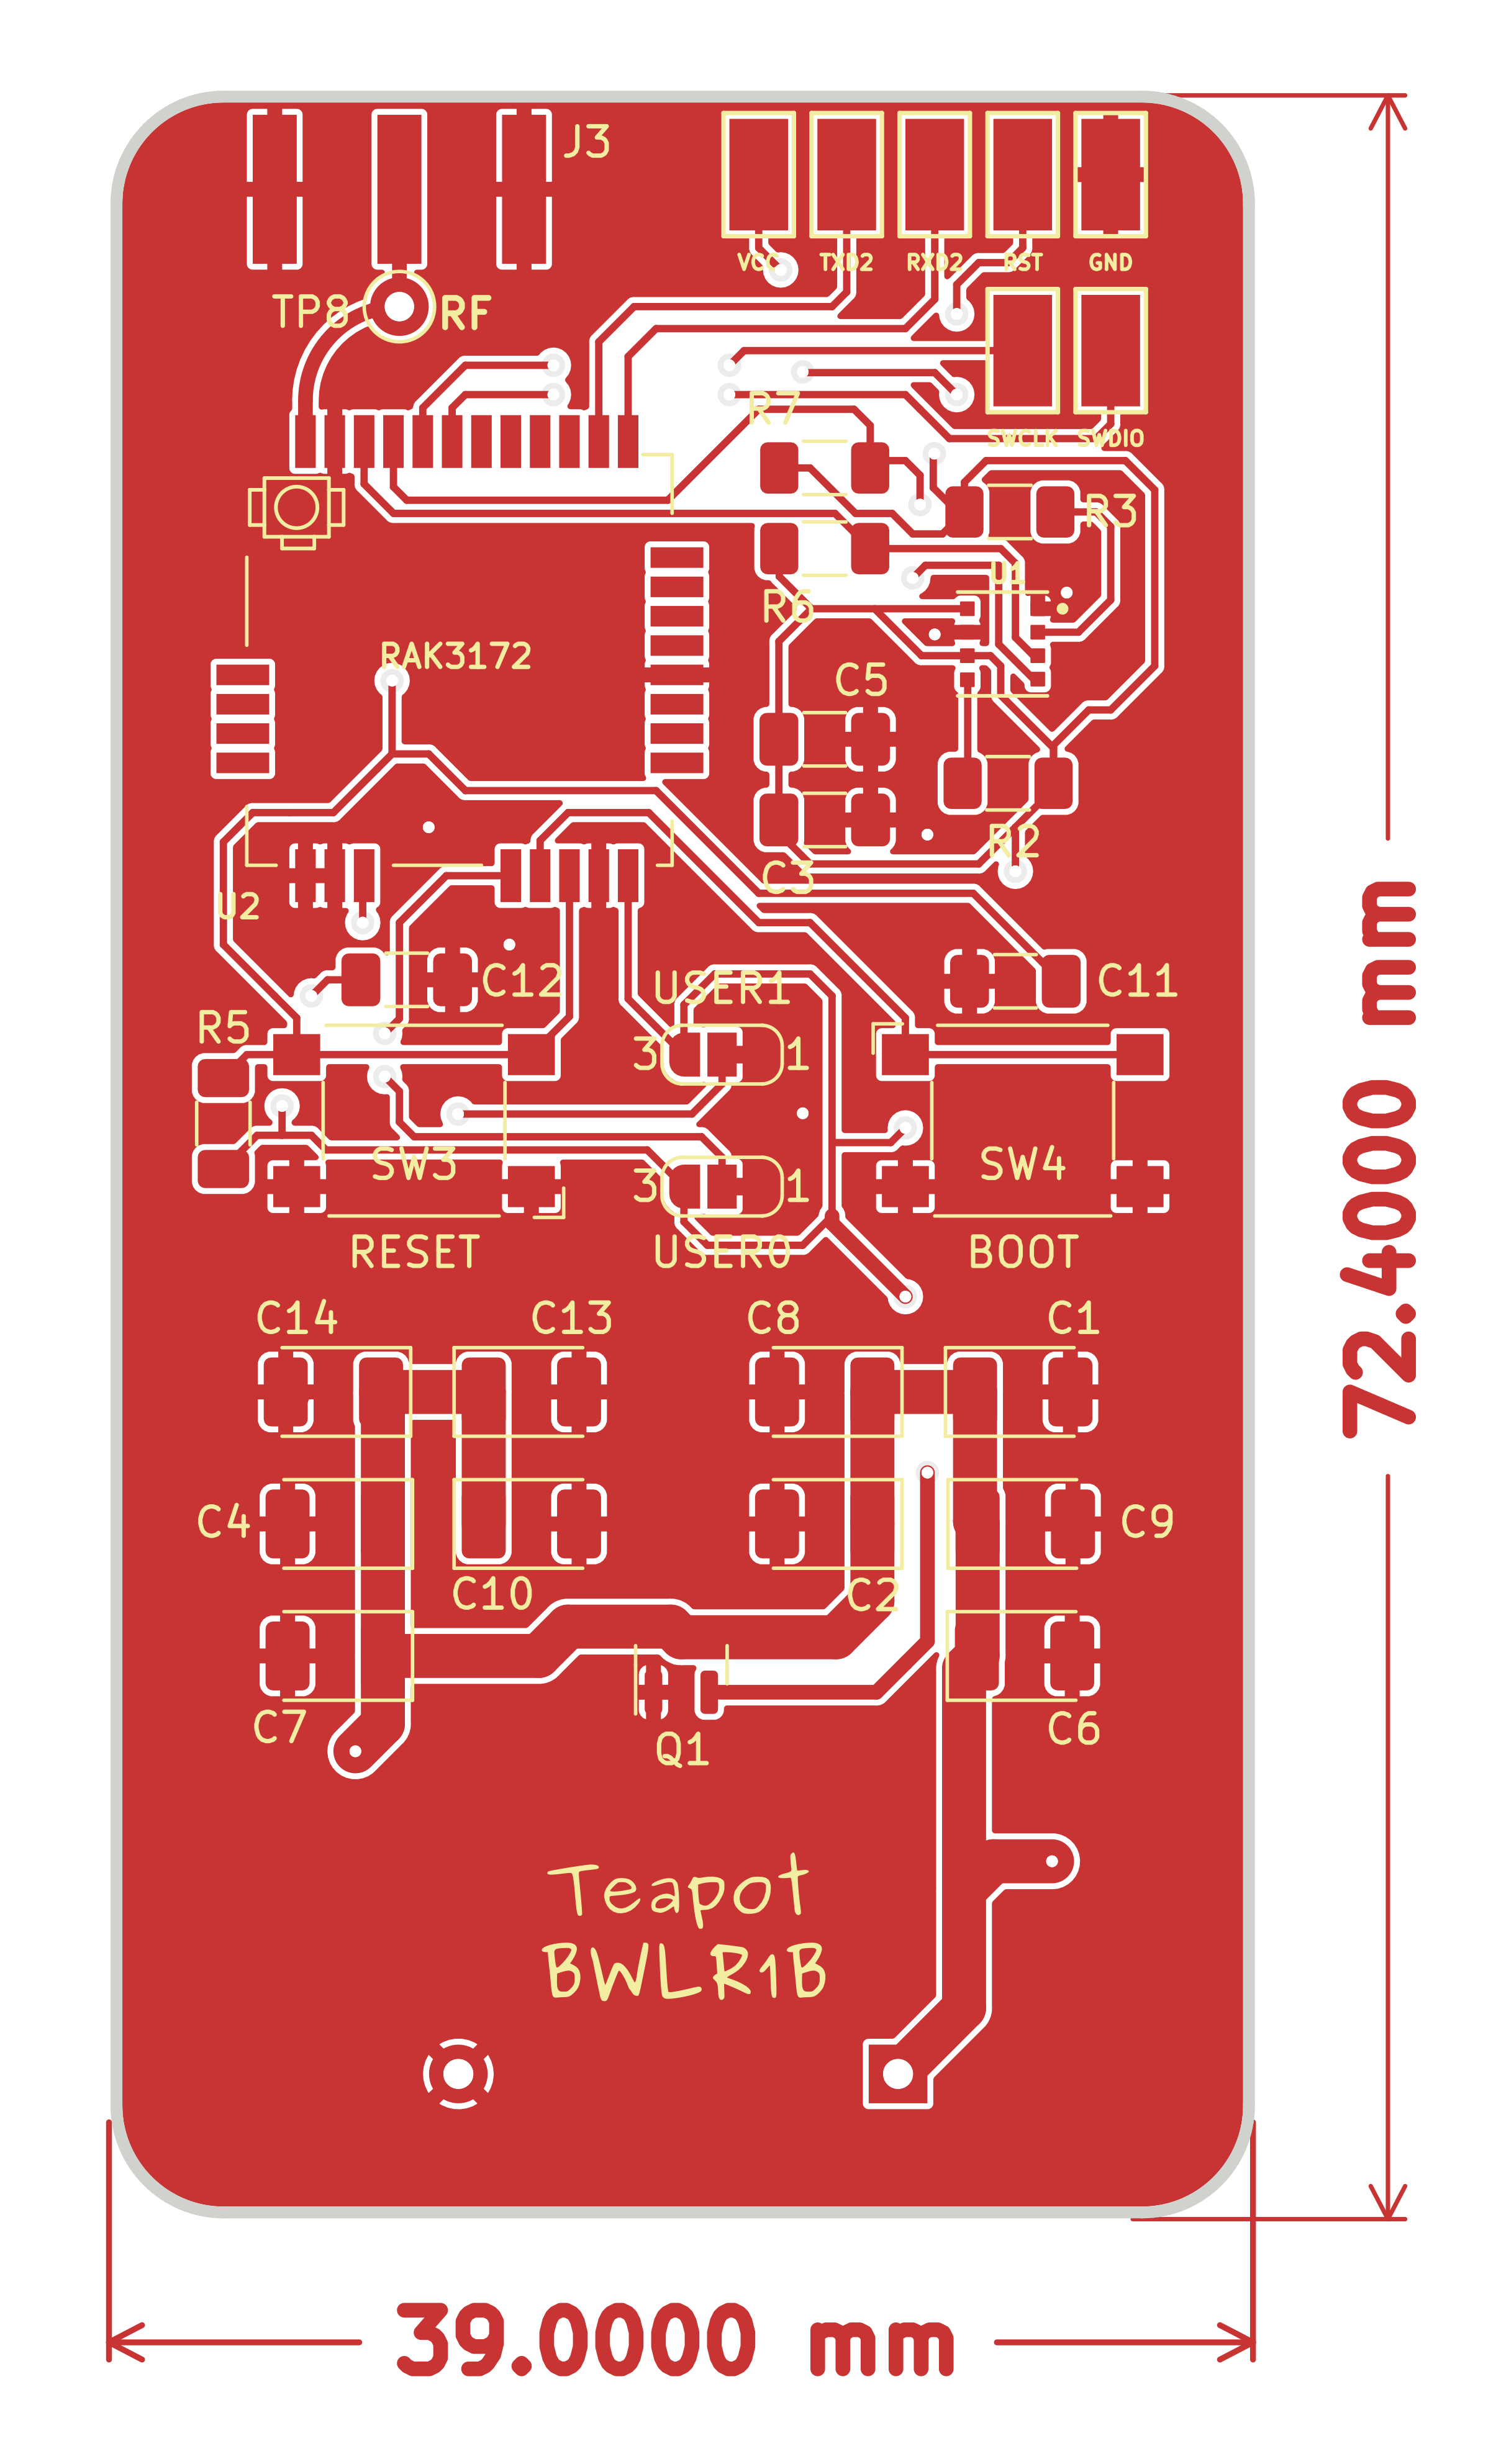 J3
VCC TXD2 RXD2 RST GND
TP8 RF
R7
SWCLK SWDIO
R3
U1
R6
RAK3172
C5
R2
C3
U2
C12 USER1 C11
R5
3 1
SW3 SW4
3 1
RESET USER0 BOOT
C14 C13 C8 C1
C4 C9
C10 C2
C7 Q1 C6
Teapot
BWLR1B
72.4000 mm
39.0000 mm